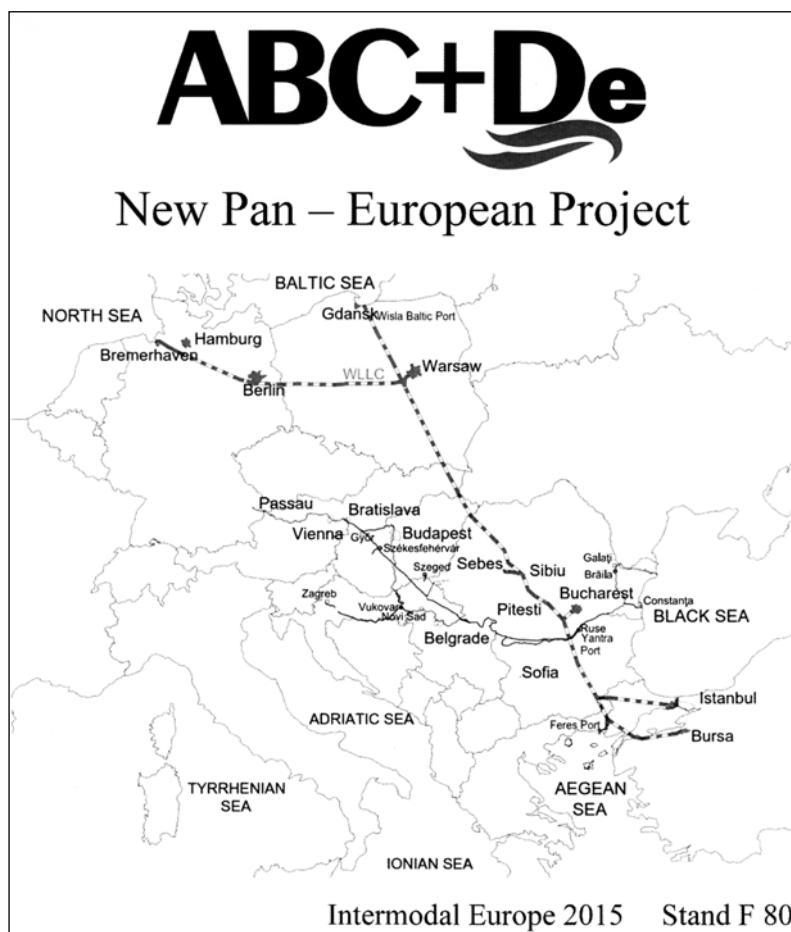 ABC+De
New Pan – European Project
BALTIC SEA
NORTH SEA
Gdańsk
Wisla Baltic Port
Hamburg
Bremerhaven
Warsaw
WLLC
Berlin
Passau
Bratislava
Vienna
Budapest
Győr
Székesfehérvár
Galaţi
Szeged
Sebes
Sibiu
Brăila
Bucharest
Zagreb
Constanţa
Vukovar
Pitesti
BLACK SEA
Novi Sad
Belgrade
Ruse
Yantra
Port
Sofia
Istanbul
ADRIATIC SEA
Feres Port
Bursa
TYRRHENIAN
SEA
AEGEAN
SEA
IONIAN SEA
Intermodal Europe 2015 Stand F 80